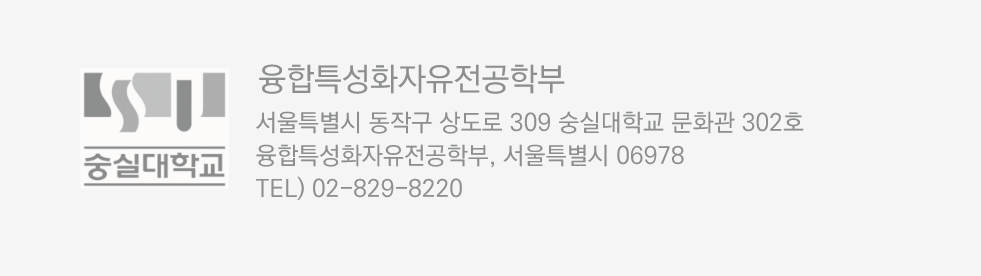 융합특성화자유전공학부
서울특별시 동작구 상도로 309 숭실대학교 문화관 302호
융합특성화자유전공학부, 서울특별시 06978
TEL) 02-829-8220
SSU
숭실대학교